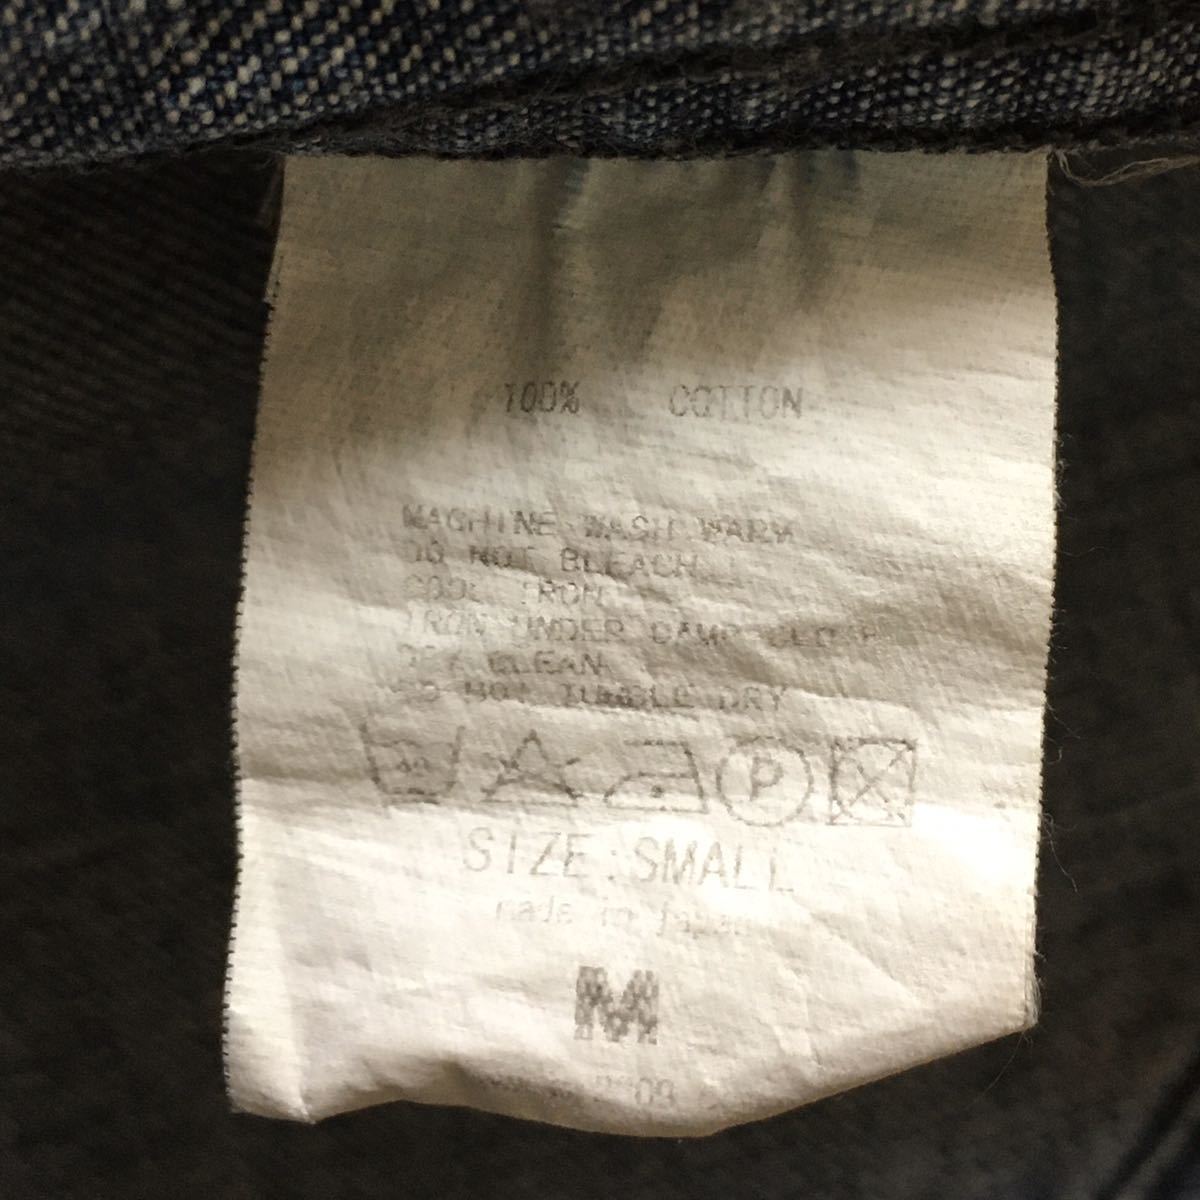 100% COTTON
MACHINE WASH WARM
DO NOT BLEACH
COOL IRON
IRON UNDER DAMP CLOTH
DRY CLEAN
DO NOT TUMBLE DRY
40
P
SIZE:SMALL
made in japan
M